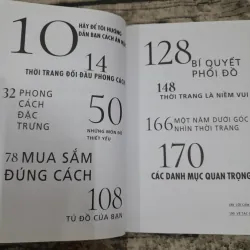 10
HÃY ĐỂ TÔI HƯỚNG
DẪN BẠN CÁCH ĂN
14
THỜI TRANG ĐỐI ĐẦU PHONG CÁCH
32 PHONG
CÁCH
ĐẶC
TRƯNG
50
NHỮNG MÓN ĐỒ
THIẾT YẾU
78 MUA SẮM
ĐÚNG CÁCH
108
TỦ ĐỒ CỦA BẠN
128
BÍ QUYẾT
PHỐI ĐỒ
148
THỜI TRANG LÀ NIỀM VUI
166 MỘT NĂM DƯỚI GÓC
NHÌN THỜI TRANG
170
CÁC DANH MỤC QUAN TRỌNG